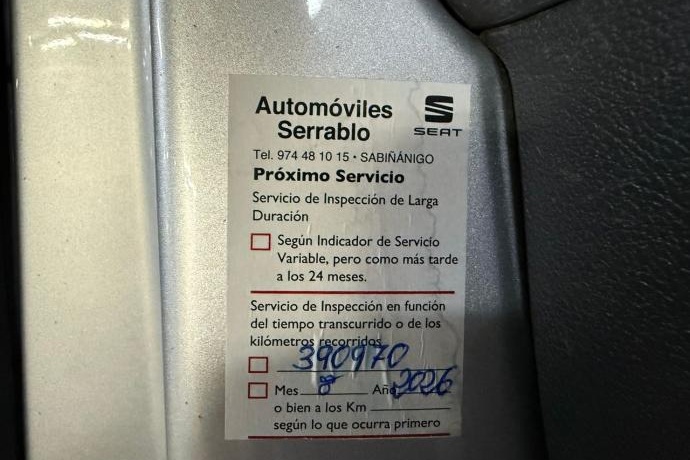 Automóviles
Serrablo
SEAT
Tel. 974 48 10 15 • SABIÑÁNIGO
Próximo Servicio
Servicio de Inspección de Larga
Duración
Según Indicador de Servicio
Variable, pero como más tarde
a los 24 meses.
Servicio de Inspección en función
del tiempo transcurrido o de los
kilómetros recorridos
390970
Mes 8 Año 2026
o bien a los Km
según lo que ocurra primero